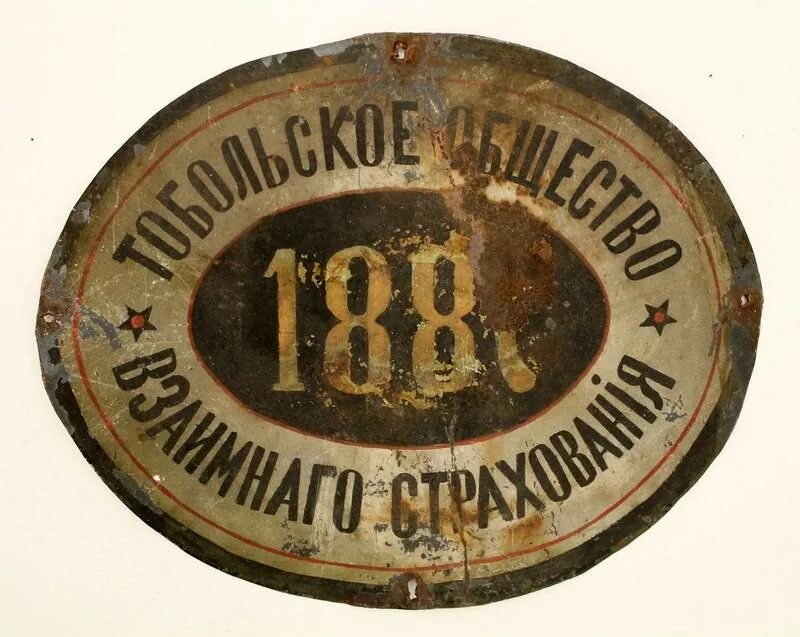 ТОБОЛЬСКОЕ ОБЩЕСТВО
188
ВЗАИМНАГО СТРАХОВАНІЯ